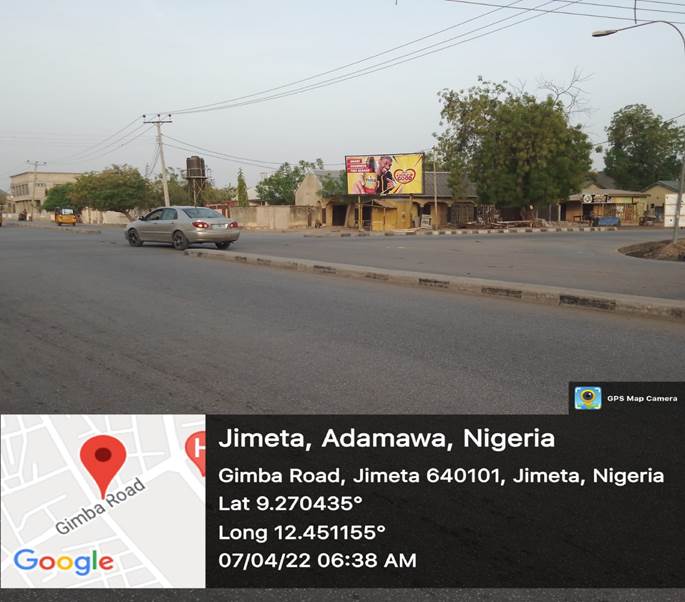 GPS Map Camera
Jimeta, Adamawa, Nigeria
Gimba Road, Jimeta 640101, Jimeta, Nigeria
Lat 9.270435°
Long 12.451155°
07/04/22 06:38 AM
H
Gimba Road
Google